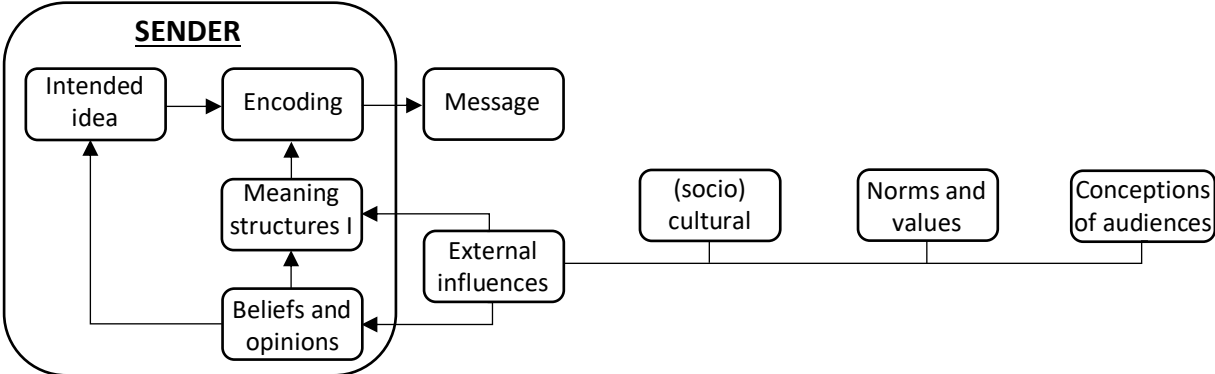 SENDER
Intended
idea
Encoding
Message
Meaning
structures I
(socio)
cultural
Norms and
values
Conceptions
of audiences
External
influences
Beliefs and
opinions